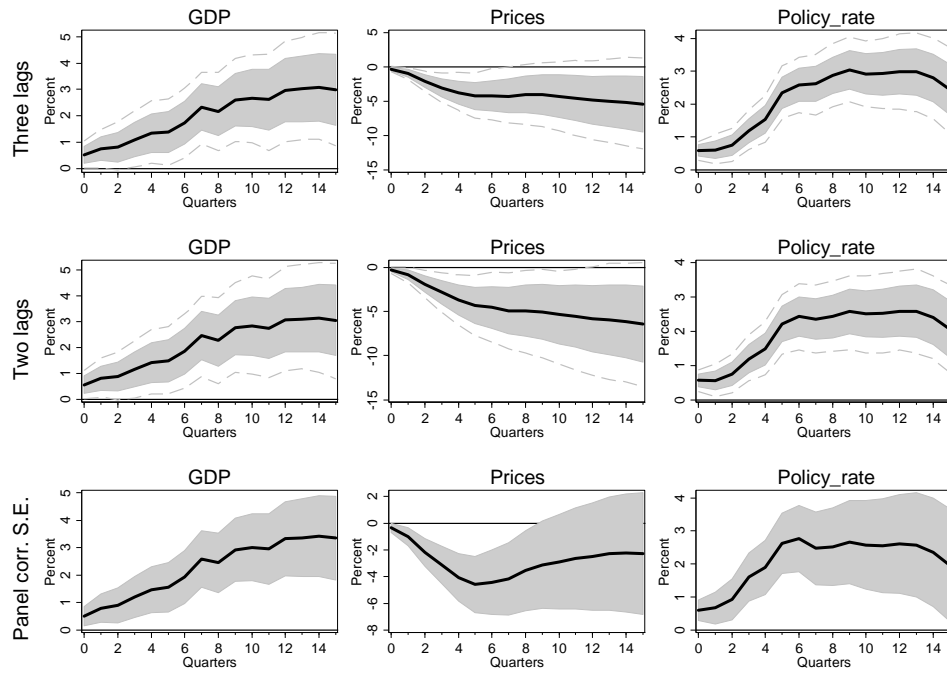 GDP
Prices
Policy_rate
Three lags
Percent
0 1 2 3 4 5
0 2 4 6 8 10 12 14
Quarters
Percent
-15 -10 -5 0 5
0 2 4 6 8 10 12 14
Quarters
Percent
0 1 2 3 4
0 2 4 6 8 10 12 14
Quarters
GDP
Prices
Policy_rate
Two lags
Percent
0 1 2 3 4 5
0 2 4 6 8 10 12 14
Quarters
Percent
-15 -10 -5 0
0 2 4 6 8 10 12 14
Quarters
Percent
0 1 2 3 4
0 2 4 6 8 10 12 14
Quarters
GDP
Prices
Policy_rate
Panel corr. S.E.
Percent
0 1 2 3 4 5
0 2 4 6 8 10 12 14
Quarters
Percent
-8 -6 -4 -2 0 2
0 2 4 6 8 10 12 14
Quarters
Percent
0 1 2 3 4
0 2 4 6 8 10 12 14
Quarters